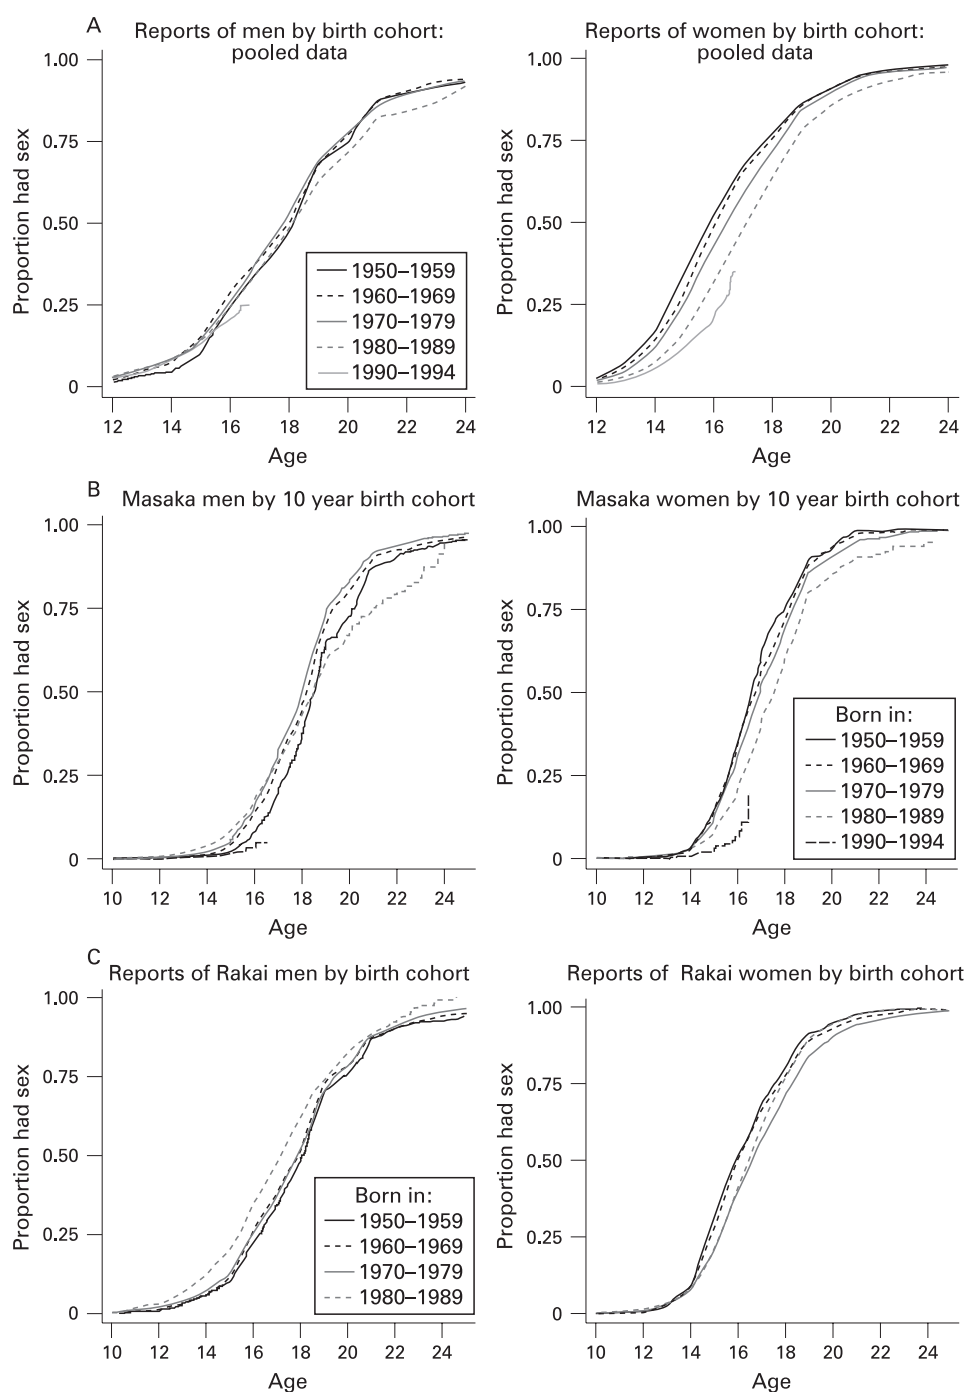 A
Reports of men by birth cohort:
pooled data
Proportion had sex
1.00
0.75
0.50
0.25
0
12 14 16 18 20 22 24
Age
1950–1959
1960–1969
1970–1979
1980–1989
1990–1994
Reports of women by birth cohort:
pooled data
Proportion had sex
1.00
0.75
0.50
0.25
0
12 14 16 18 20 22 24
Age
B
Masaka men by 10 year birth cohort
Proportion had sex
1.00
0.75
0.50
0.25
0
10 12 14 16 18 20 22 24
Age
Masaka women by 10 year birth cohort
Proportion had sex
1.00
0.75
0.50
0.25
0
10 12 14 16 18 20 22 24
Age
Born in:
1950–1959
1960–1969
1970–1979
1980–1989
1990–1994
C
Reports of Rakai men by birth cohort
Proportion had sex
1.00
0.75
0.50
0.25
0
10 12 14 16 18 20 22 24
Age
Born in:
1950–1959
1960–1969
1970–1979
1980–1989
Reports of Rakai women by birth cohort
Proportion had sex
1.00
0.75
0.50
0.25
0
10 12 14 16 18 20 22 24
Age